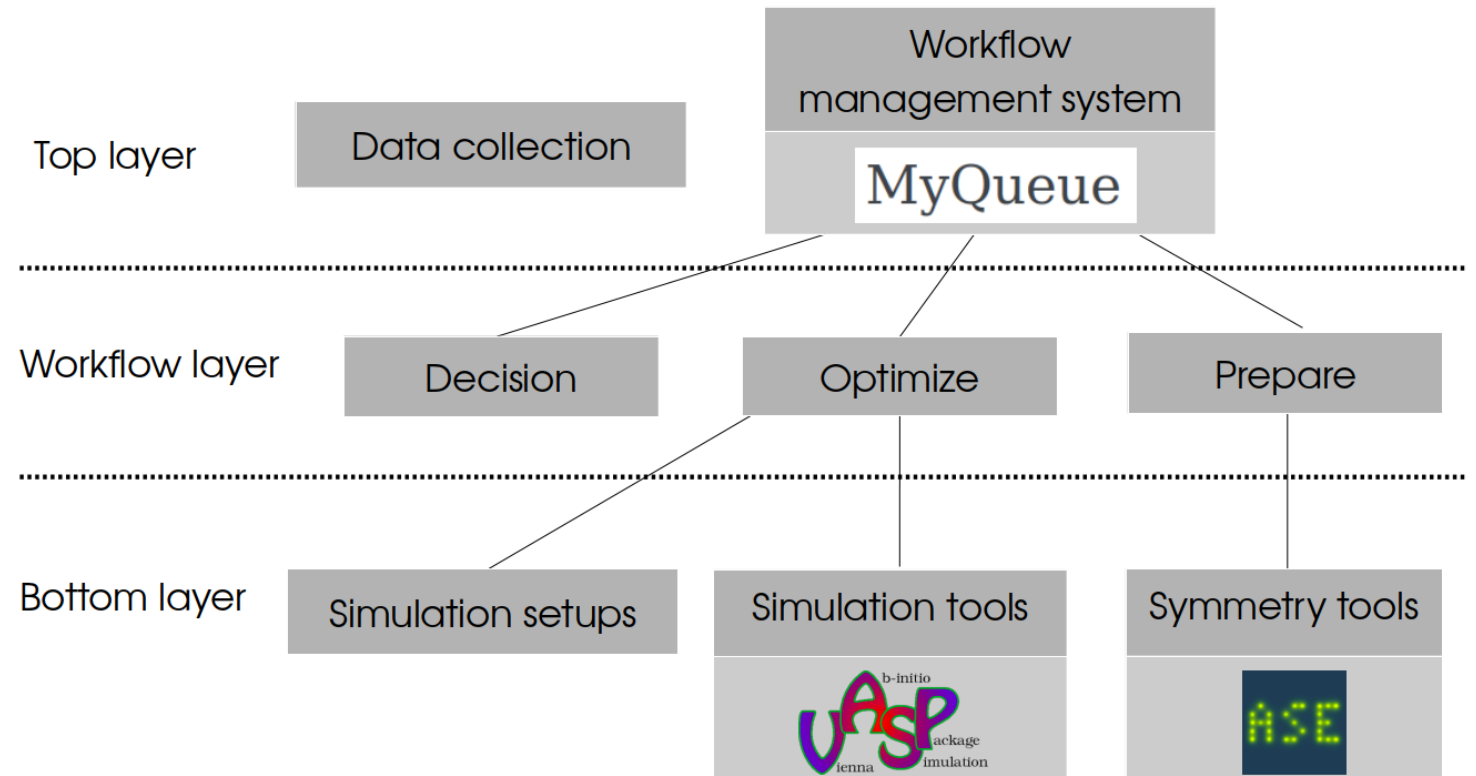 Workflow
management system
Top layer
Data collection
MyQueue
Workflow layer
Decision
Optimize
Prepare
Bottom layer
Simulation setups
Simulation tools
Symmetry tools
b-initio
VASP
ackage
ienna
imulation
ASE